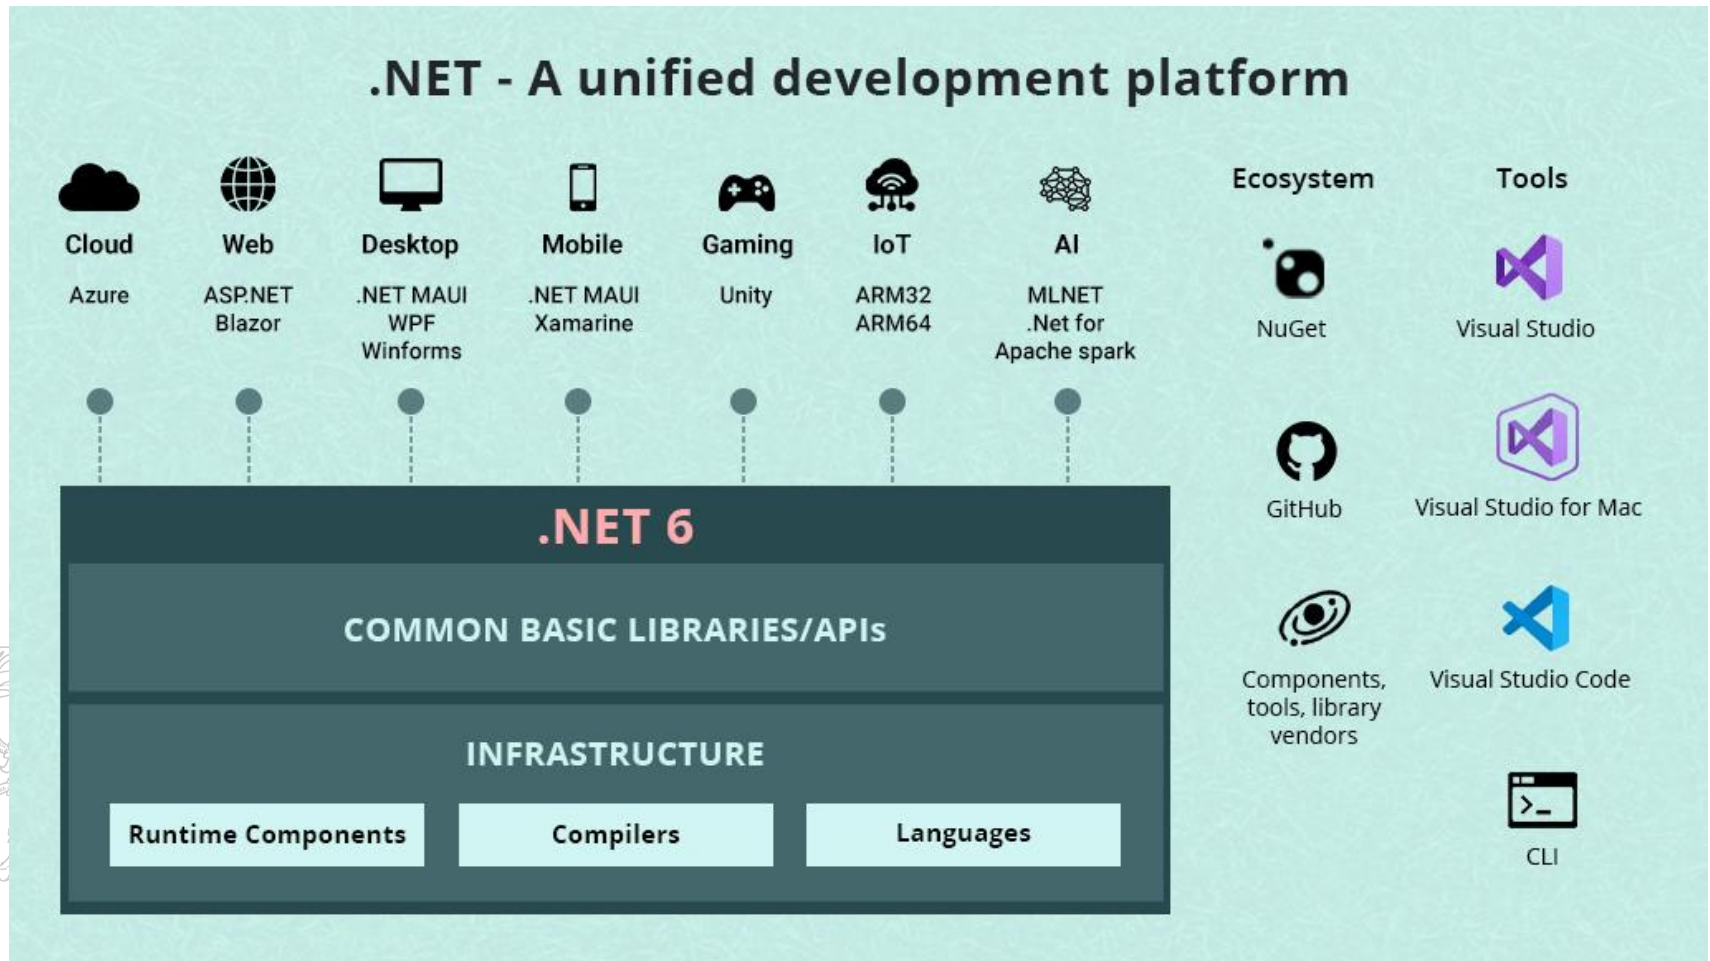 .NET - A unified development platform
Cloud
Azure
Web
ASP.NET
Blazor
Desktop
.NET MAUI
WPF
Winforms
Mobile
.NET MAUI
Xamarine
Gaming
Unity
IoT
ARM32
ARM64
AI
MLNET
.Net for
Apache spark
.NET 6
COMMON BASIC LIBRARIES/APIs
INFRASTRUCTURE
Runtime Components
Compilers
Languages
Ecosystem
NuGet
GitHub
Components,
tools, library
vendors
Tools
Visual Studio
Visual Studio for Mac
Visual Studio Code
CLI